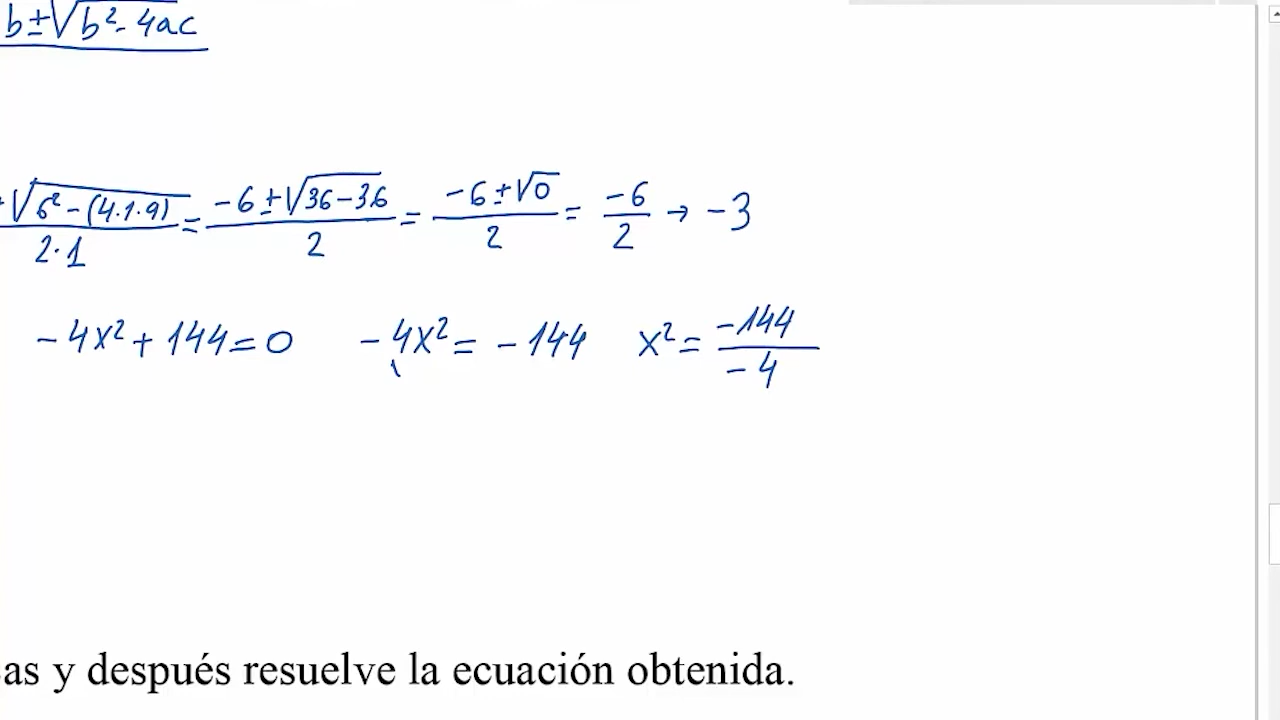 b±√b²-4ac
√6²-(4·1·9) / 2·1 = -6±√36-36 / 2 = -6±√0 / 2 = -6/2 → -3
-4x²+144=0 -4x²=-144 x²=-144/-4
as y después resuelve la ecuación obtenida.